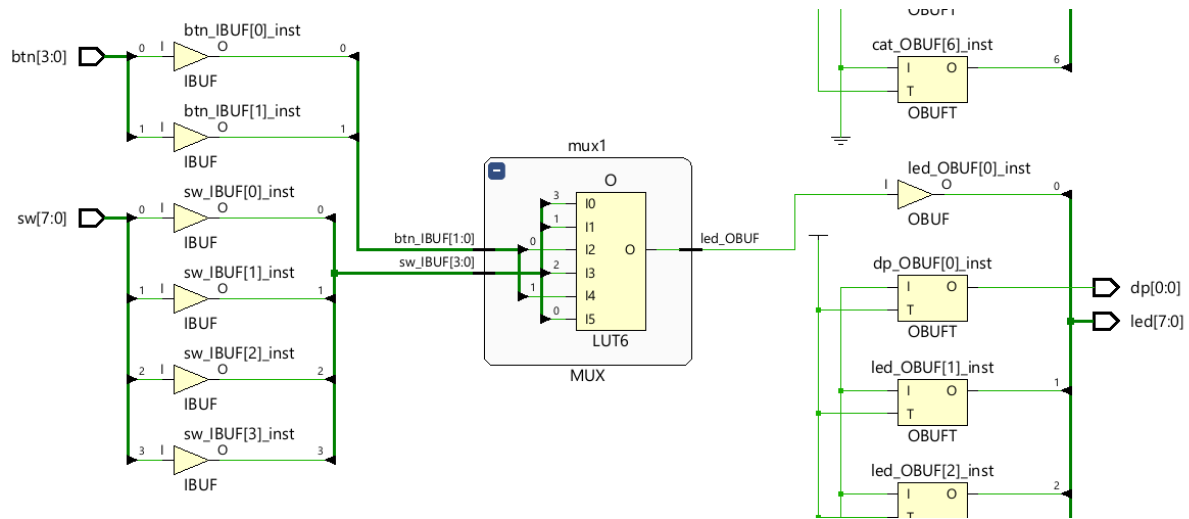 btn[3:0]
btn_IBUF[0]_inst
0 I O 0
IBUF
btn_IBUF[1]_inst
1 I O 1
IBUF
sw[7:0]
sw_IBUF[0]_inst
0 I O 0
IBUF
sw_IBUF[1]_inst
1 I O 1
IBUF
sw_IBUF[2]_inst
2 I O 2
IBUF
sw_IBUF[3]_inst
3 I O 3
IBUF
mux1
O
3 I0
1 I1
btn_IBUF[1:0] 0 I2 O
sw_IBUF[3:0] 2 I3
1 I4
0 I5
LUT6
MUX
led_OBUF
OBUFT
cat_OBUF[6]_inst
I O 6
T
OBUFT
led_OBUF[0]_inst
I O 0
OBUF
dp_OBUF[0]_inst
I O
T
OBUFT
dp[0:0]
led[7:0]
led_OBUF[1]_inst
I O 1
T
OBUFT
led_OBUF[2]_inst
I O 2
T